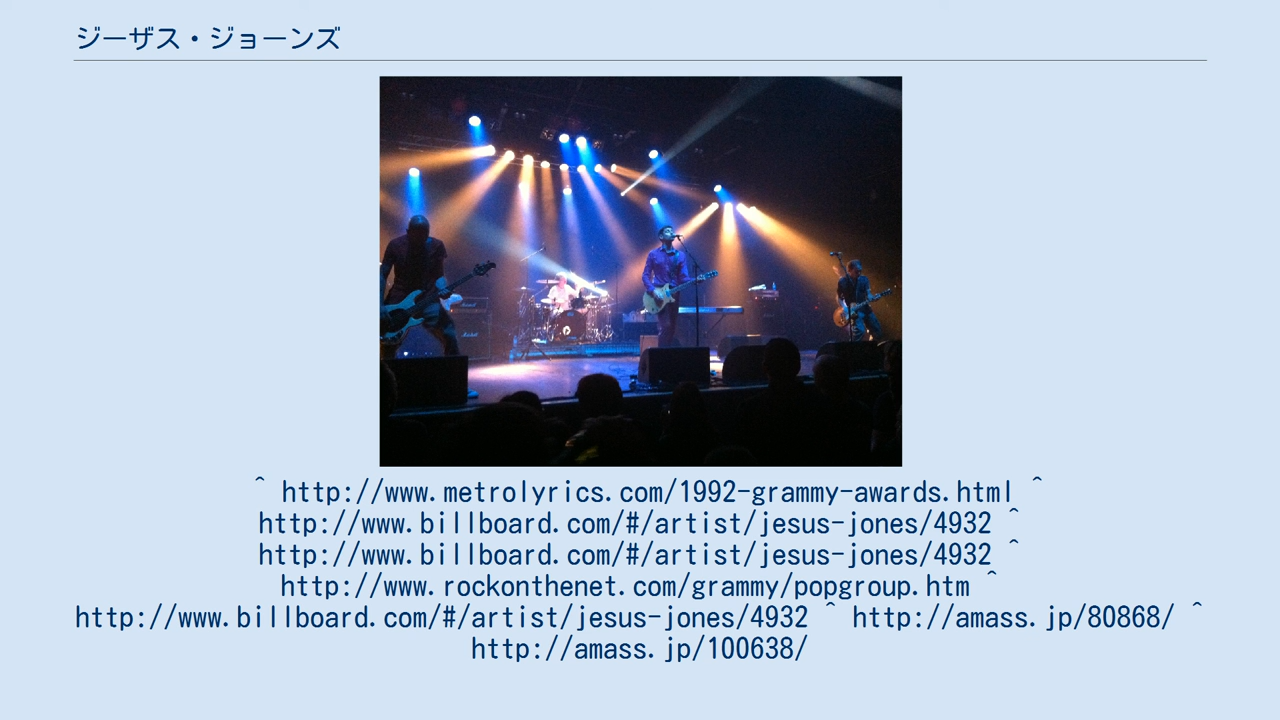 ジーザス・ジョーンズ
^ http://www.metrolyrics.com/1992-grammy-awards.html ^
http://www.billboard.com/#/artist/jesus-jones/4932 ^
http://www.billboard.com/#/artist/jesus-jones/4932 ^
http://www.rockonthenet.com/grammy/popgroup.htm ^
http://www.billboard.com/#/artist/jesus-jones/4932 ^ http://amass.jp/80868/ ^
http://amass.jp/100638/